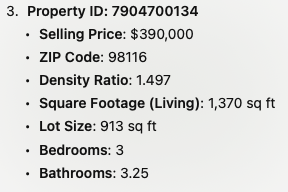 3. Property ID: 7904700134
• Selling Price: $390,000
• ZIP Code: 98116
• Density Ratio: 1.497
• Square Footage (Living): 1,370 sq ft
• Lot Size: 913 sq ft
• Bedrooms: 3
• Bathrooms: 3.25